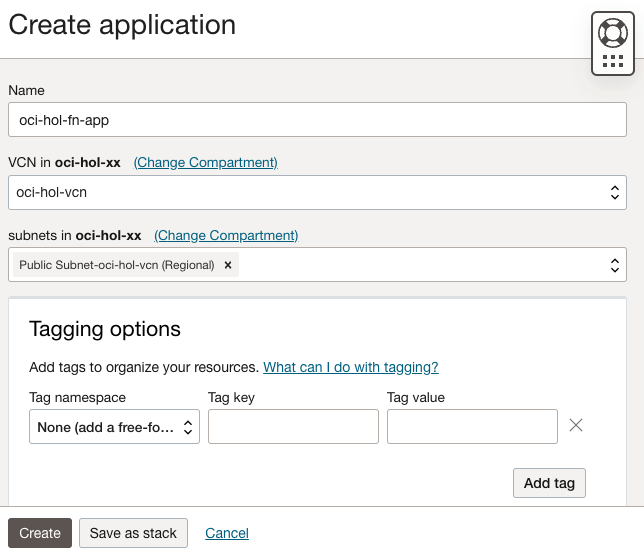 Create application
Name
oci-hol-fn-app
VCN in oci-hol-xx (Change Compartment)
oci-hol-vcn
subnets in oci-hol-xx (Change Compartment)
Public Subnet-oci-hol-vcn (Regional) ×
Tagging options
Add tags to organize your resources. What can I do with tagging?
Tag namespace Tag key Tag value
None (add a free-fo...
Add tag
Create Save as stack Cancel